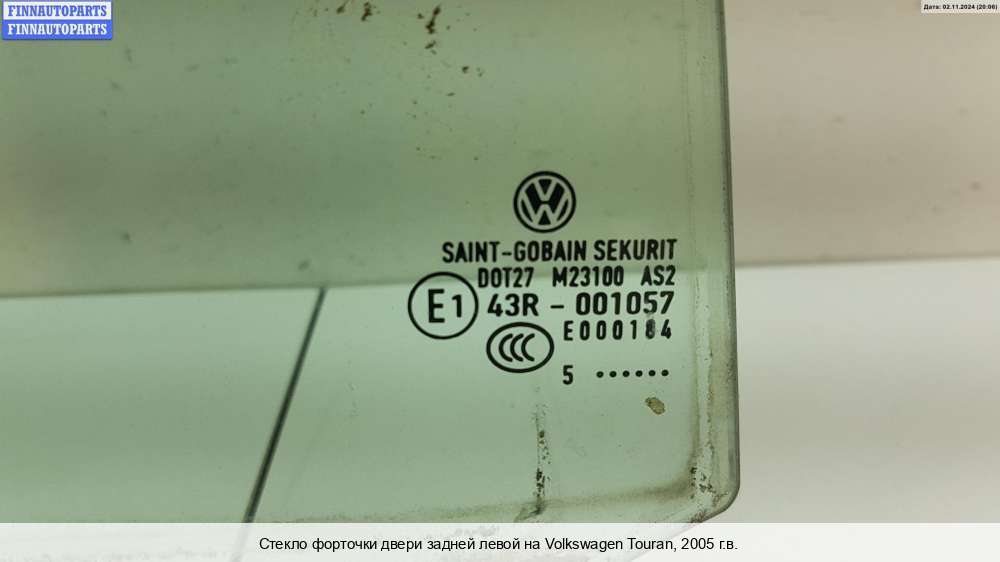 FINNAUTOPARTS
FINNAUTOPARTS
Дата: 02.11.2024 (20:06)
SAINT-GOBAIN SEKURIT
DOT27 M23100 AS2
E1 43R - 001057
E000184
CCC
5 ••••••
Стекло форточки двери задней левой на Volkswagen Touran, 2005 г.в.